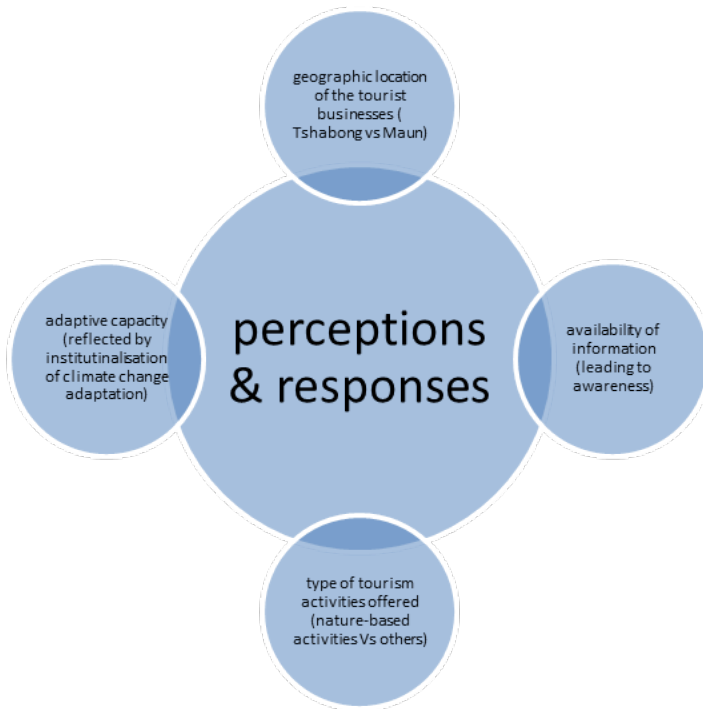 geographic location
of the tourist
businesses (
Tshabong vs Maun)
adaptive capacity
(reflected by
institutinalisation
of climate change
adaptation)
perceptions
& responses
availability of
information
(leading to
awareness)
type of tourism
activities offered
(nature-based
activities Vs others)